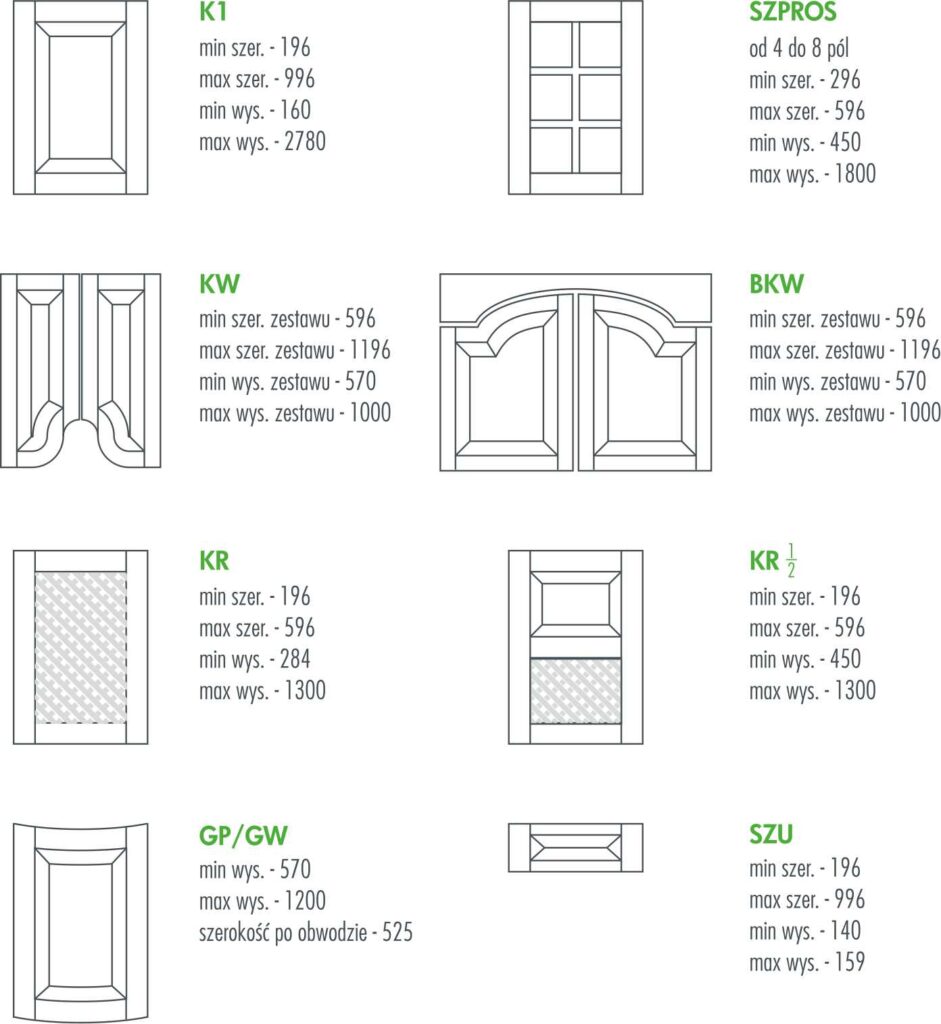 K1
min szer. - 196
max szer. - 996
min wys. - 160
max wys. - 2780
SZPROS
od 4 do 8 pól
min szer. - 296
max szer. - 596
min wys. - 450
max wys. - 1800
KW
min szer. zestawu - 596
max szer. zestawu - 1196
min wys. zestawu - 570
max wys. zestawu - 1000
BKW
min szer. zestawu - 596
max szer. zestawu - 1196
min wys. zestawu - 570
max wys. zestawu - 1000
KR
min szer. - 196
max szer. - 596
min wys. - 284
max wys. - 1300
KR 1/2
min szer. - 196
max szer. - 596
min wys. - 450
max wys. - 1300
GP/GW
min wys. - 570
max wys. - 1200
szerokość po obwodzie - 525
SZU
min szer. - 196
max szer. - 996
min wys. - 140
max wys. - 159